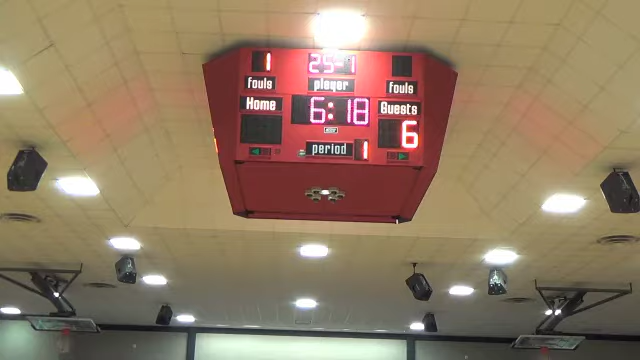 1 25-1
fouls player fouls
Home 6:18 Guests
6
period 1